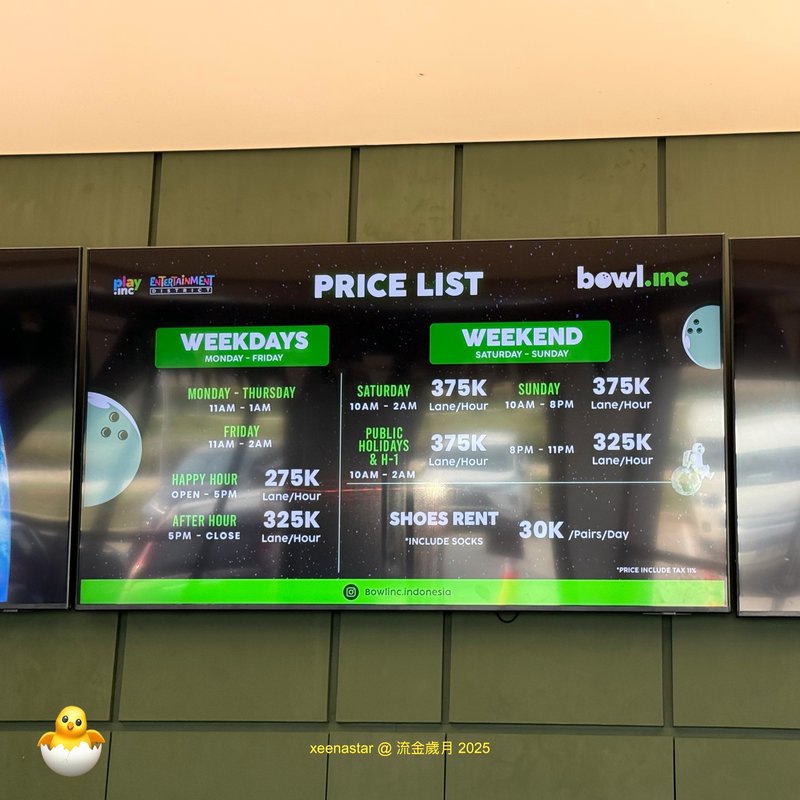 play.inc
ENTERTAINMENT DISTRICT
PRICE LIST
bowl.inc
WEEKDAYS
MONDAY - FRIDAY
MONDAY - THURSDAY
11AM - 1AM
FRIDAY
11AM - 2AM
HAPPY HOUR
OPEN - 5PM
275K
Lane/Hour
AFTER HOUR
5PM - CLOSE
325K
Lane/Hour
WEEKEND
SATURDAY - SUNDAY
SATURDAY
10AM - 2AM
375K
Lane/Hour
SUNDAY
10AM - 8PM
375K
Lane/Hour
PUBLIC
HOLIDAYS
& H-1
10AM - 2AM
375K
Lane/Hour
8PM - 11PM
325K
Lane/Hour
SHOES RENT
*INCLUDE SOCKS
30K /Pairs/Day
*PRICE INCLUDE TAX 11%
Bowlinc.indonesia
xeenastar @ 流金歲月 2025